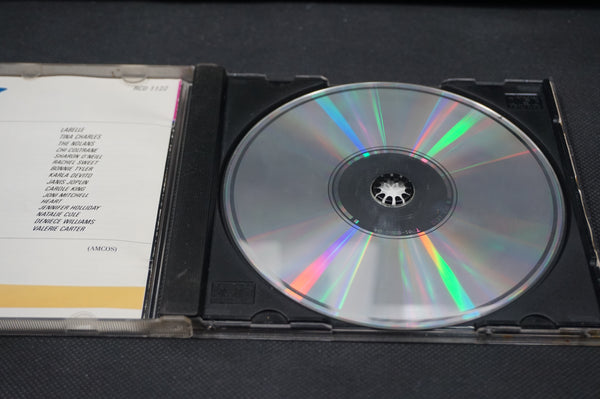 RCD 1122
LABELLE
TINA CHARLES
THE NOLANS
CHI COLTRANE
SHARON O'NEIL
RACHEL SWEET
BONNIE TYLER
KARLA DEVITO
JANIS JOPLIN
CAROLE KING
JONI MITCHELL
HEART
JENNIFER HOLLIDAY
NATALIE COLE
DENIECE WILLIAMS
VALERIE CARTER
(AMCOS)